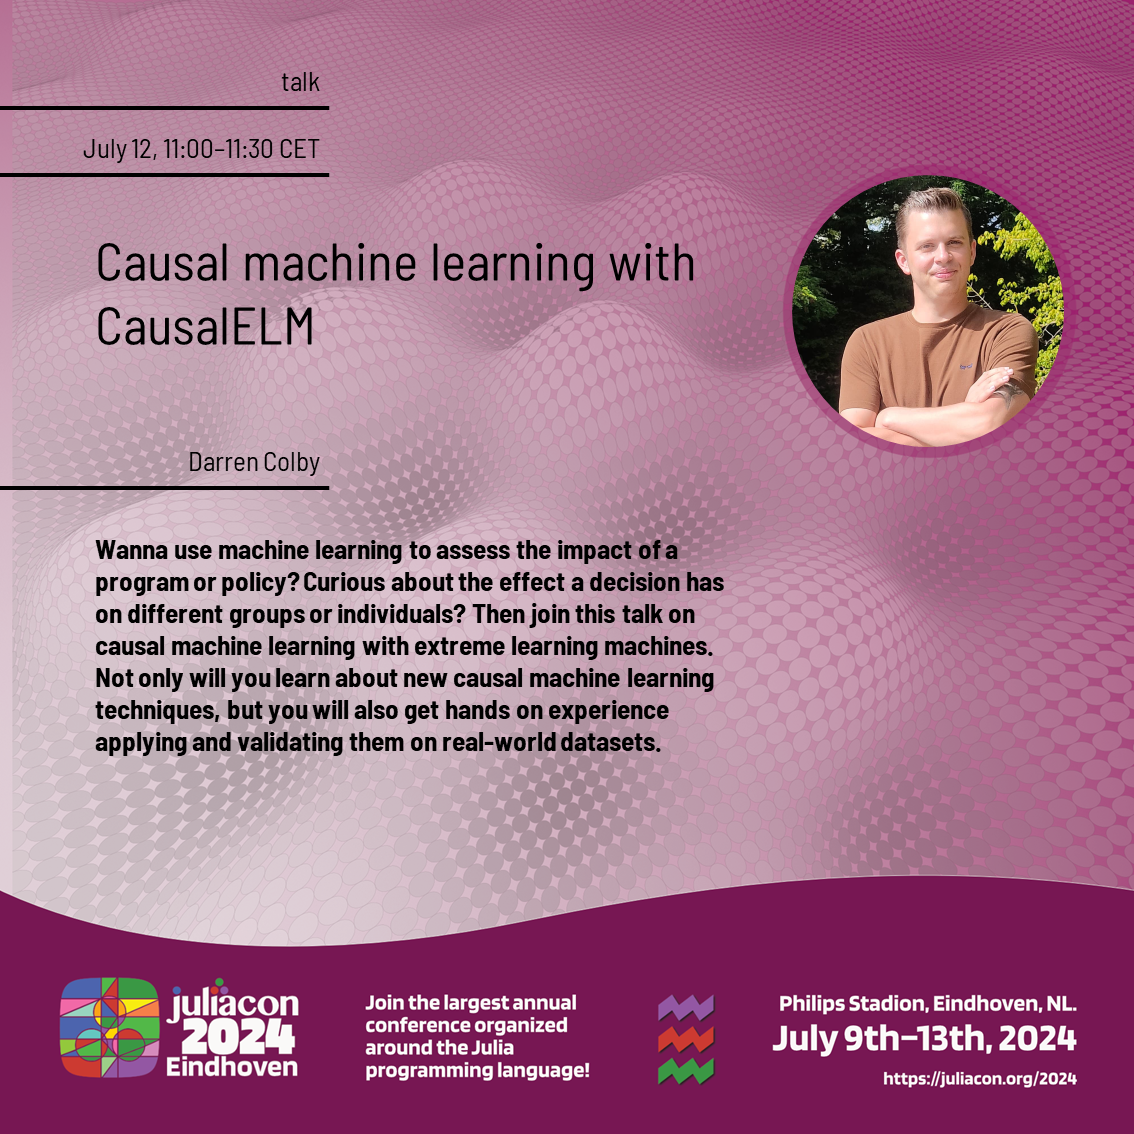 talk
July 12, 11:00–11:30 CET
Causal machine learning with
CausalELM
Darren Colby
Wanna use machine learning to assess the impact of a
program or policy? Curious about the effect a decision has
on different groups or individuals? Then join this talk on
causal machine learning with extreme learning machines.
Not only will you learn about new causal machine learning
techniques, but you will also get hands on experience
applying and validating them on real-world datasets.
juliacon
2024
Eindhoven
Join the largest annual
conference organized
around the Julia
programming language!
Philips Stadion, Eindhoven, NL.
July 9th–13th, 2024
https://juliacon.org/2024